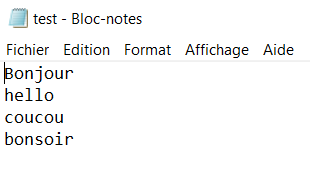 test - Bloc-notes
Fichier Edition Format Affichage Aide
Bonjour
hello
coucou
bonsoir